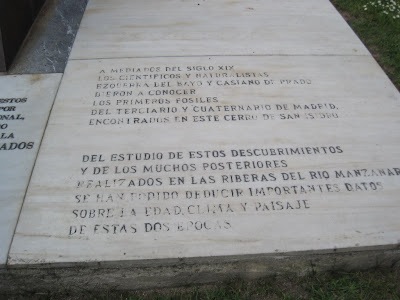 A MEDIADOS DEL SIGLO XIX
LOS CIENTIFICOS Y NATURALISTAS
EZQUERRA DEL BAYO Y CASIANO DE PRADO
DIERON A CONOCER
LOS PRIMEROS FOSILES
DEL TERCIARIO Y CUATERNARIO DE MADRID,
ENCONTRADOS EN ESTE CERRO DE SAN ISIDRO.
DEL ESTUDIO DE ESTOS DESCUBRIMIENTOS
Y DE LOS MUCHOS POSTERIORES
REALIZADOS EN LAS RIBERAS DEL RIO MANZANAR
SE HAN PODIDO DEDUCIR IMPORTANTES DATOS
SOBRE LA EDAD, CLIMA Y PAISAJE
DE ESTAS DOS EPOCAS
ESTOS
POR
NAL,
O
LA
ADOS